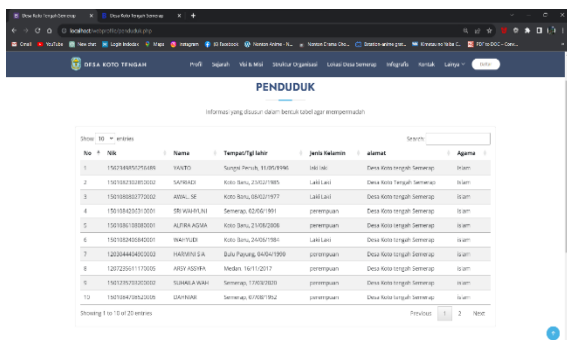 Desa Koto Tengah Semerap Desa Koto Tengah Semerap
localhost/webprofils/penduduk.php
Gmail YouTube Maps Instagram
DESA KOTO TENGAH Profil Sejarah Visi & Misi Struktur Organisasi Lokasi Desa Semerap Infografis Kontak Lainya
PENDUDUK
Informasi yang disusun dalam bentuk tabel agar mempermudah
Show 10 entries Search:
No Nik Nama Tempat/Tgl lahir Jenis Kelamin alamat Agama
1 YANTO Sungai Penuh, 11/05/1996 laki laki Desa Koto tengah Semerap Islam
2 SAPRIADI Koto Baru, 23/02/1985 Laki Laki Desa Koto Tengah Semerap Islam
3 AWAL. SE Koto Baru, 08/02/1977 Laki Laki Desa Koto tengah Semerap Islam
4 SRI WAHYUNI Semerap, 02/06/1991 perempuan Desa Koto tengah Semerap Islam
5 ALFIRA ASMA Koto Baru, 21/08/2008 perempuan Desa Koto tengah Semerap Islam
6 WAHYUDI Koto Baru, 24/06/1984 Laki Laki Desa Koto tengah Semerap Islam
7 HARMINI SIA Bulu Payung, 04/04/1990 perempuan Desa Koto tengah Semerap Islam
8 ARSY ASSYFA Medan 16/11/2017 perempuan Desa Koto tengah Semerap Islam
9 SUHAILA WAH Semerap, 17/03/2020 perempuan Desa Koto tengah Semerap Islam
10 DAHNIAR Semerap, 07/08/1952 perempuan Desa Koto tengah Semerap Islam
Showing 1 to 10 of 20 entries Previous 1 2 Next